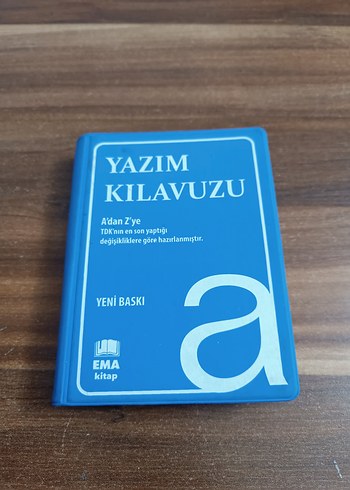 YAZIM
KILAVUZU
A'dan Z'ye
TDK'nın en son yaptığı
değişikliklere göre hazırlanmıştır.
YENİ BASKI
a
EMA
kitap